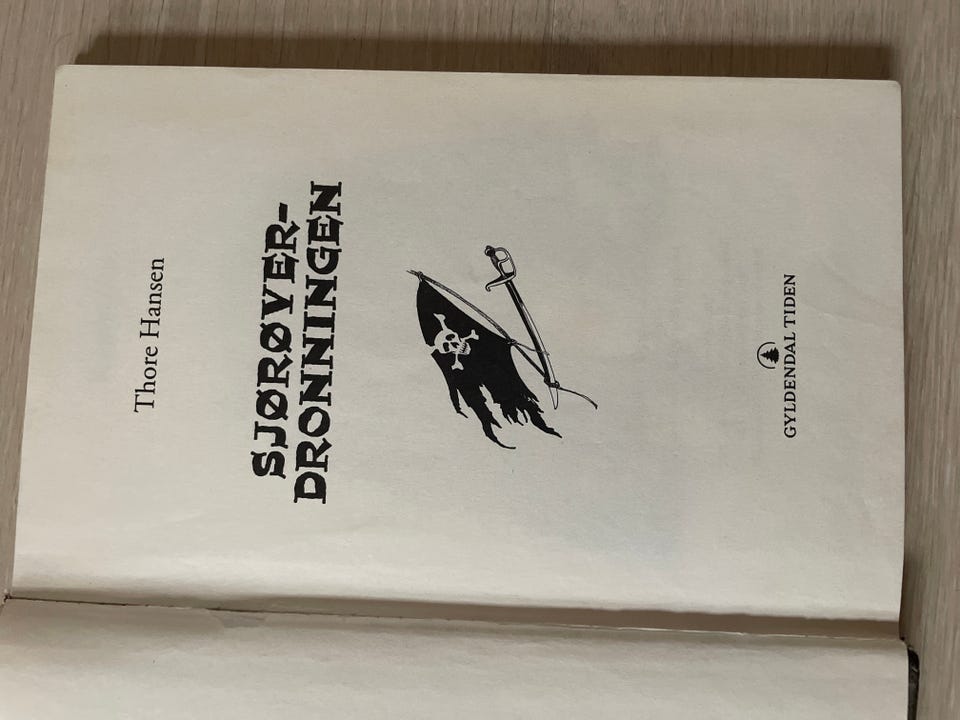 Thore Hansen
SJØRØVER-
DRONNINGEN
GYLDENDAL TIDEN